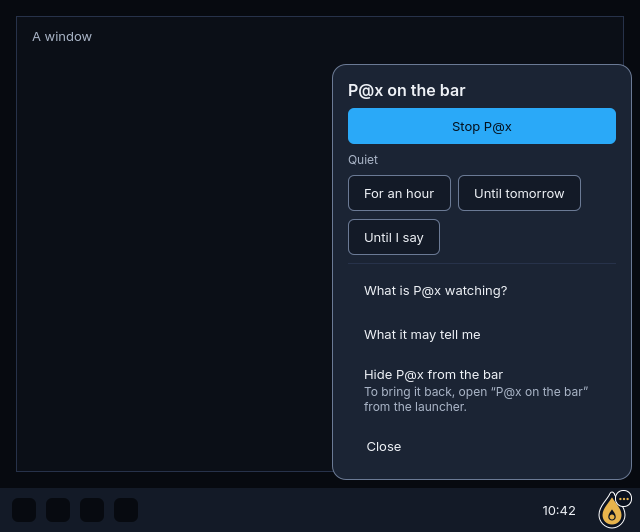 A window
P@x on the bar
Stop P@x
Quiet
For an hour
Until tomorrow
Until I say
What is P@x watching?
What it may tell me
Hide P@x from the bar
To bring it back, open “P@x on the bar”
from the launcher.
Close
10:42